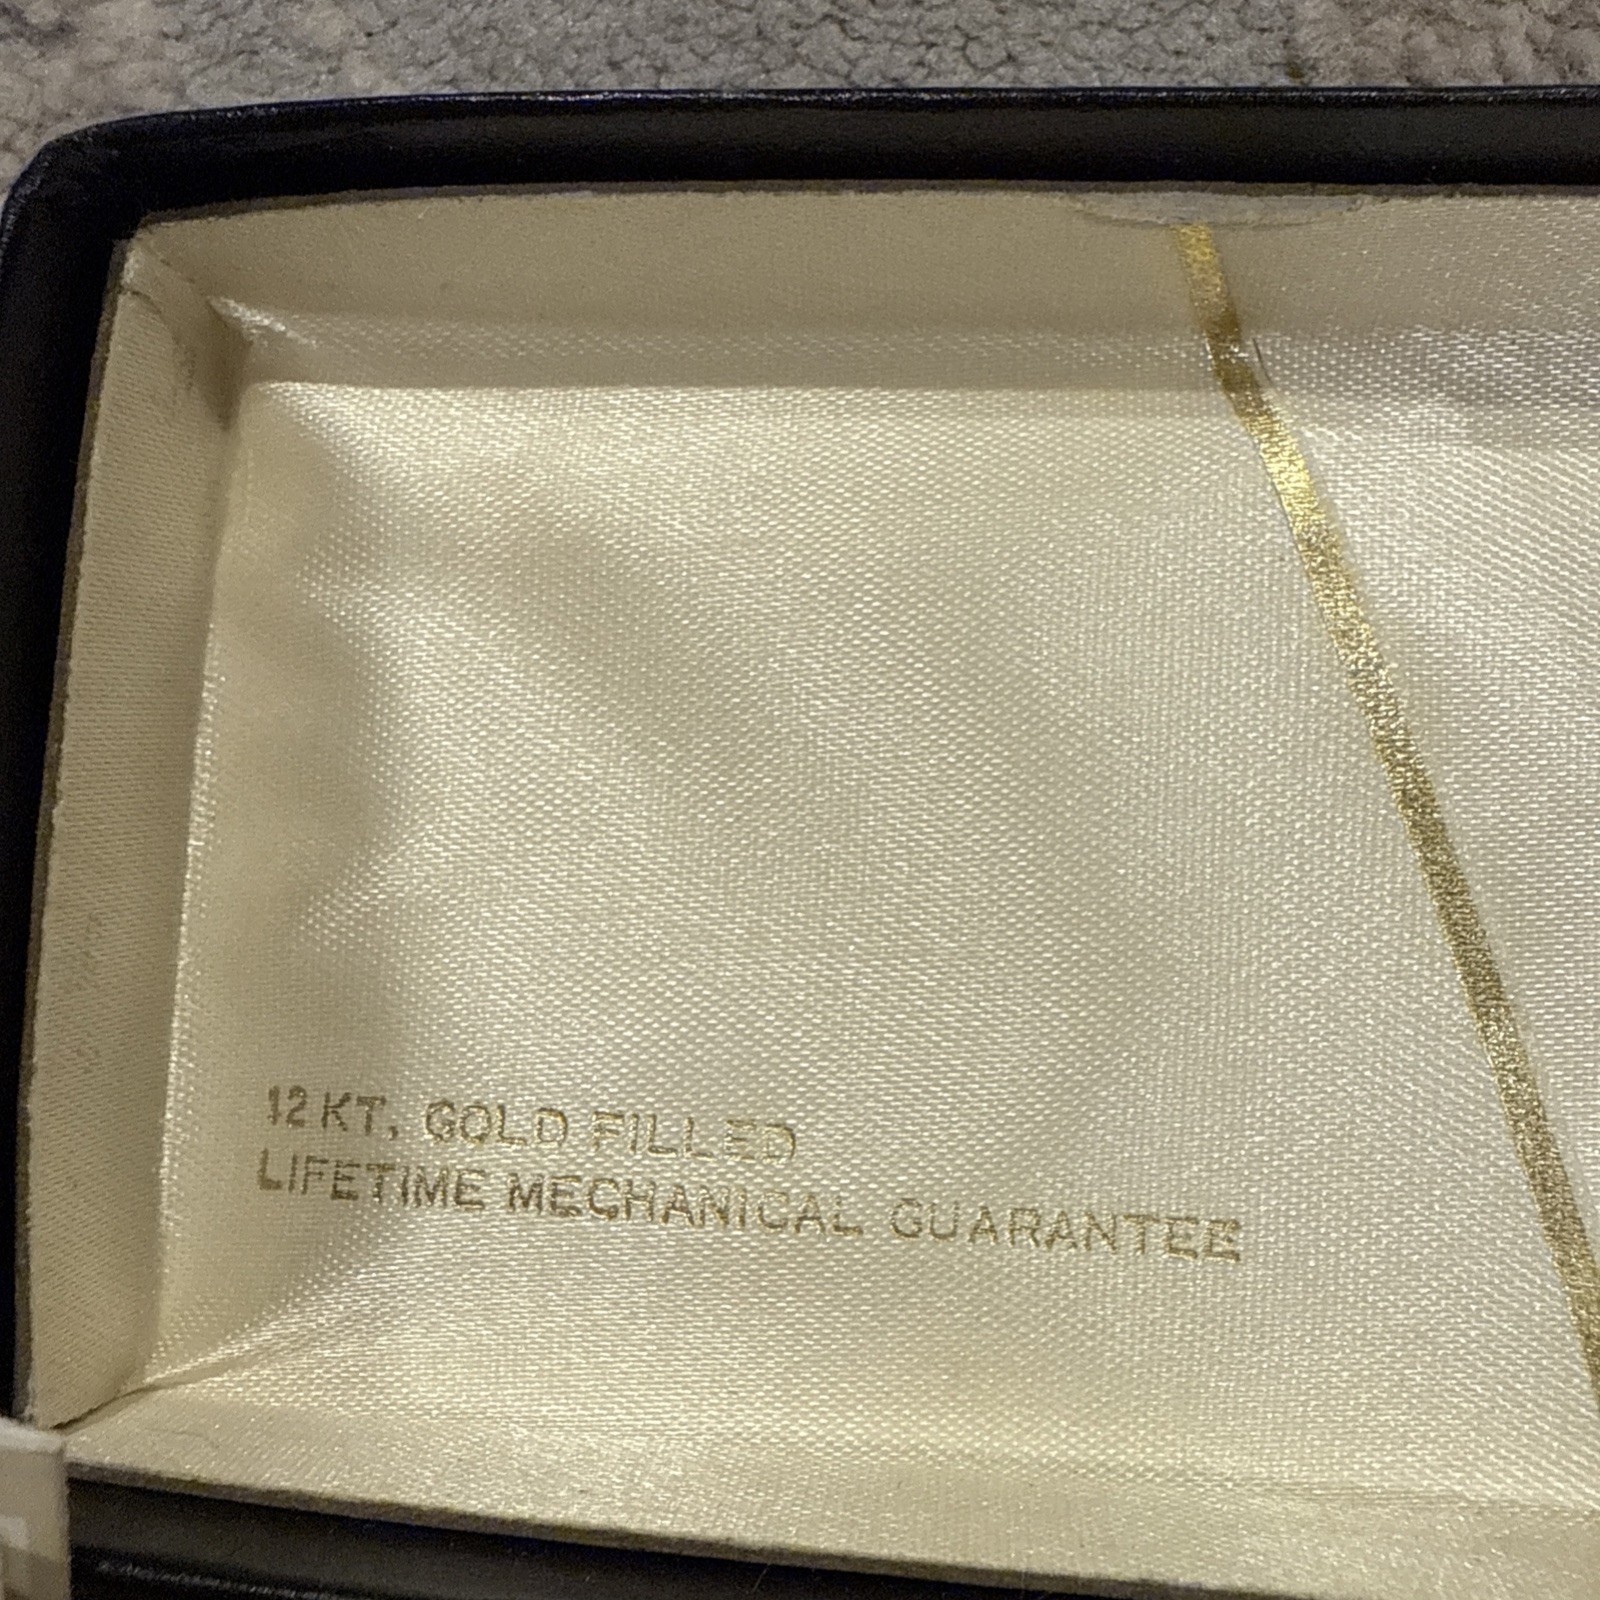 12 KT. GOLD FILLED
LIFETIME MECHANICAL GUARANTEE